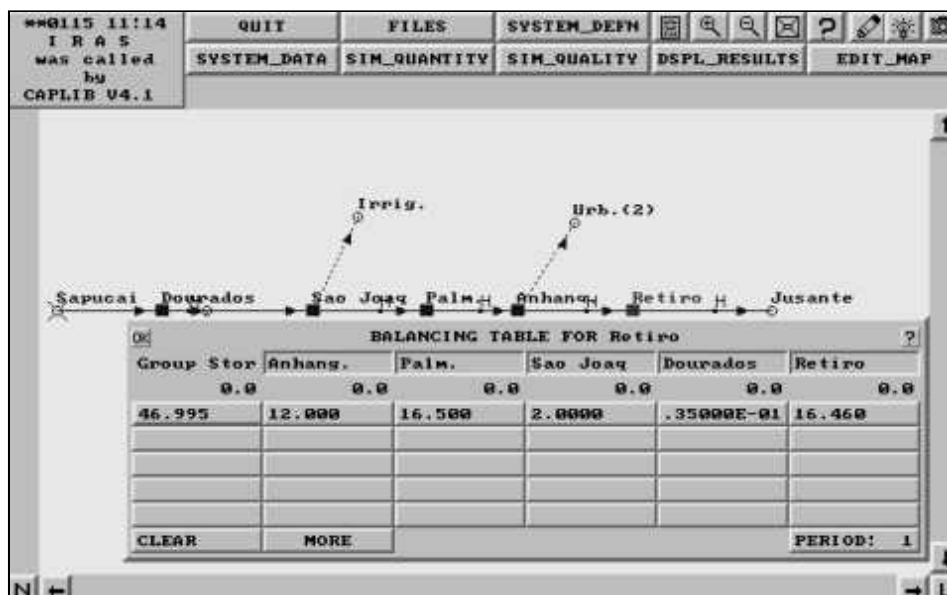 **0115 11:14
I R A S
was called
by
CAPLIB V4.1
QUIT FILES SYSTEM_DEFN ?
SYSTEM_DATA SIM_QUANTITY SIM_QUALITY DSPL_RESULTS EDIT_MAP
Irrig. Urb.(2)
Sapucai Dourados Sao Joaq H Palm. H Anhang H Retiro H Jusante
OK BALANCING TABLE FOR Retiro ?
Group Stor Anhang. Palm. Sao Joaq Dourados Retiro
0.0 0.0 0.0 0.0 0.0 0.0
46.995 12.000 16.500 2.0000 .35000E-01 16.460
CLEAR MORE PERIOD: 1
N